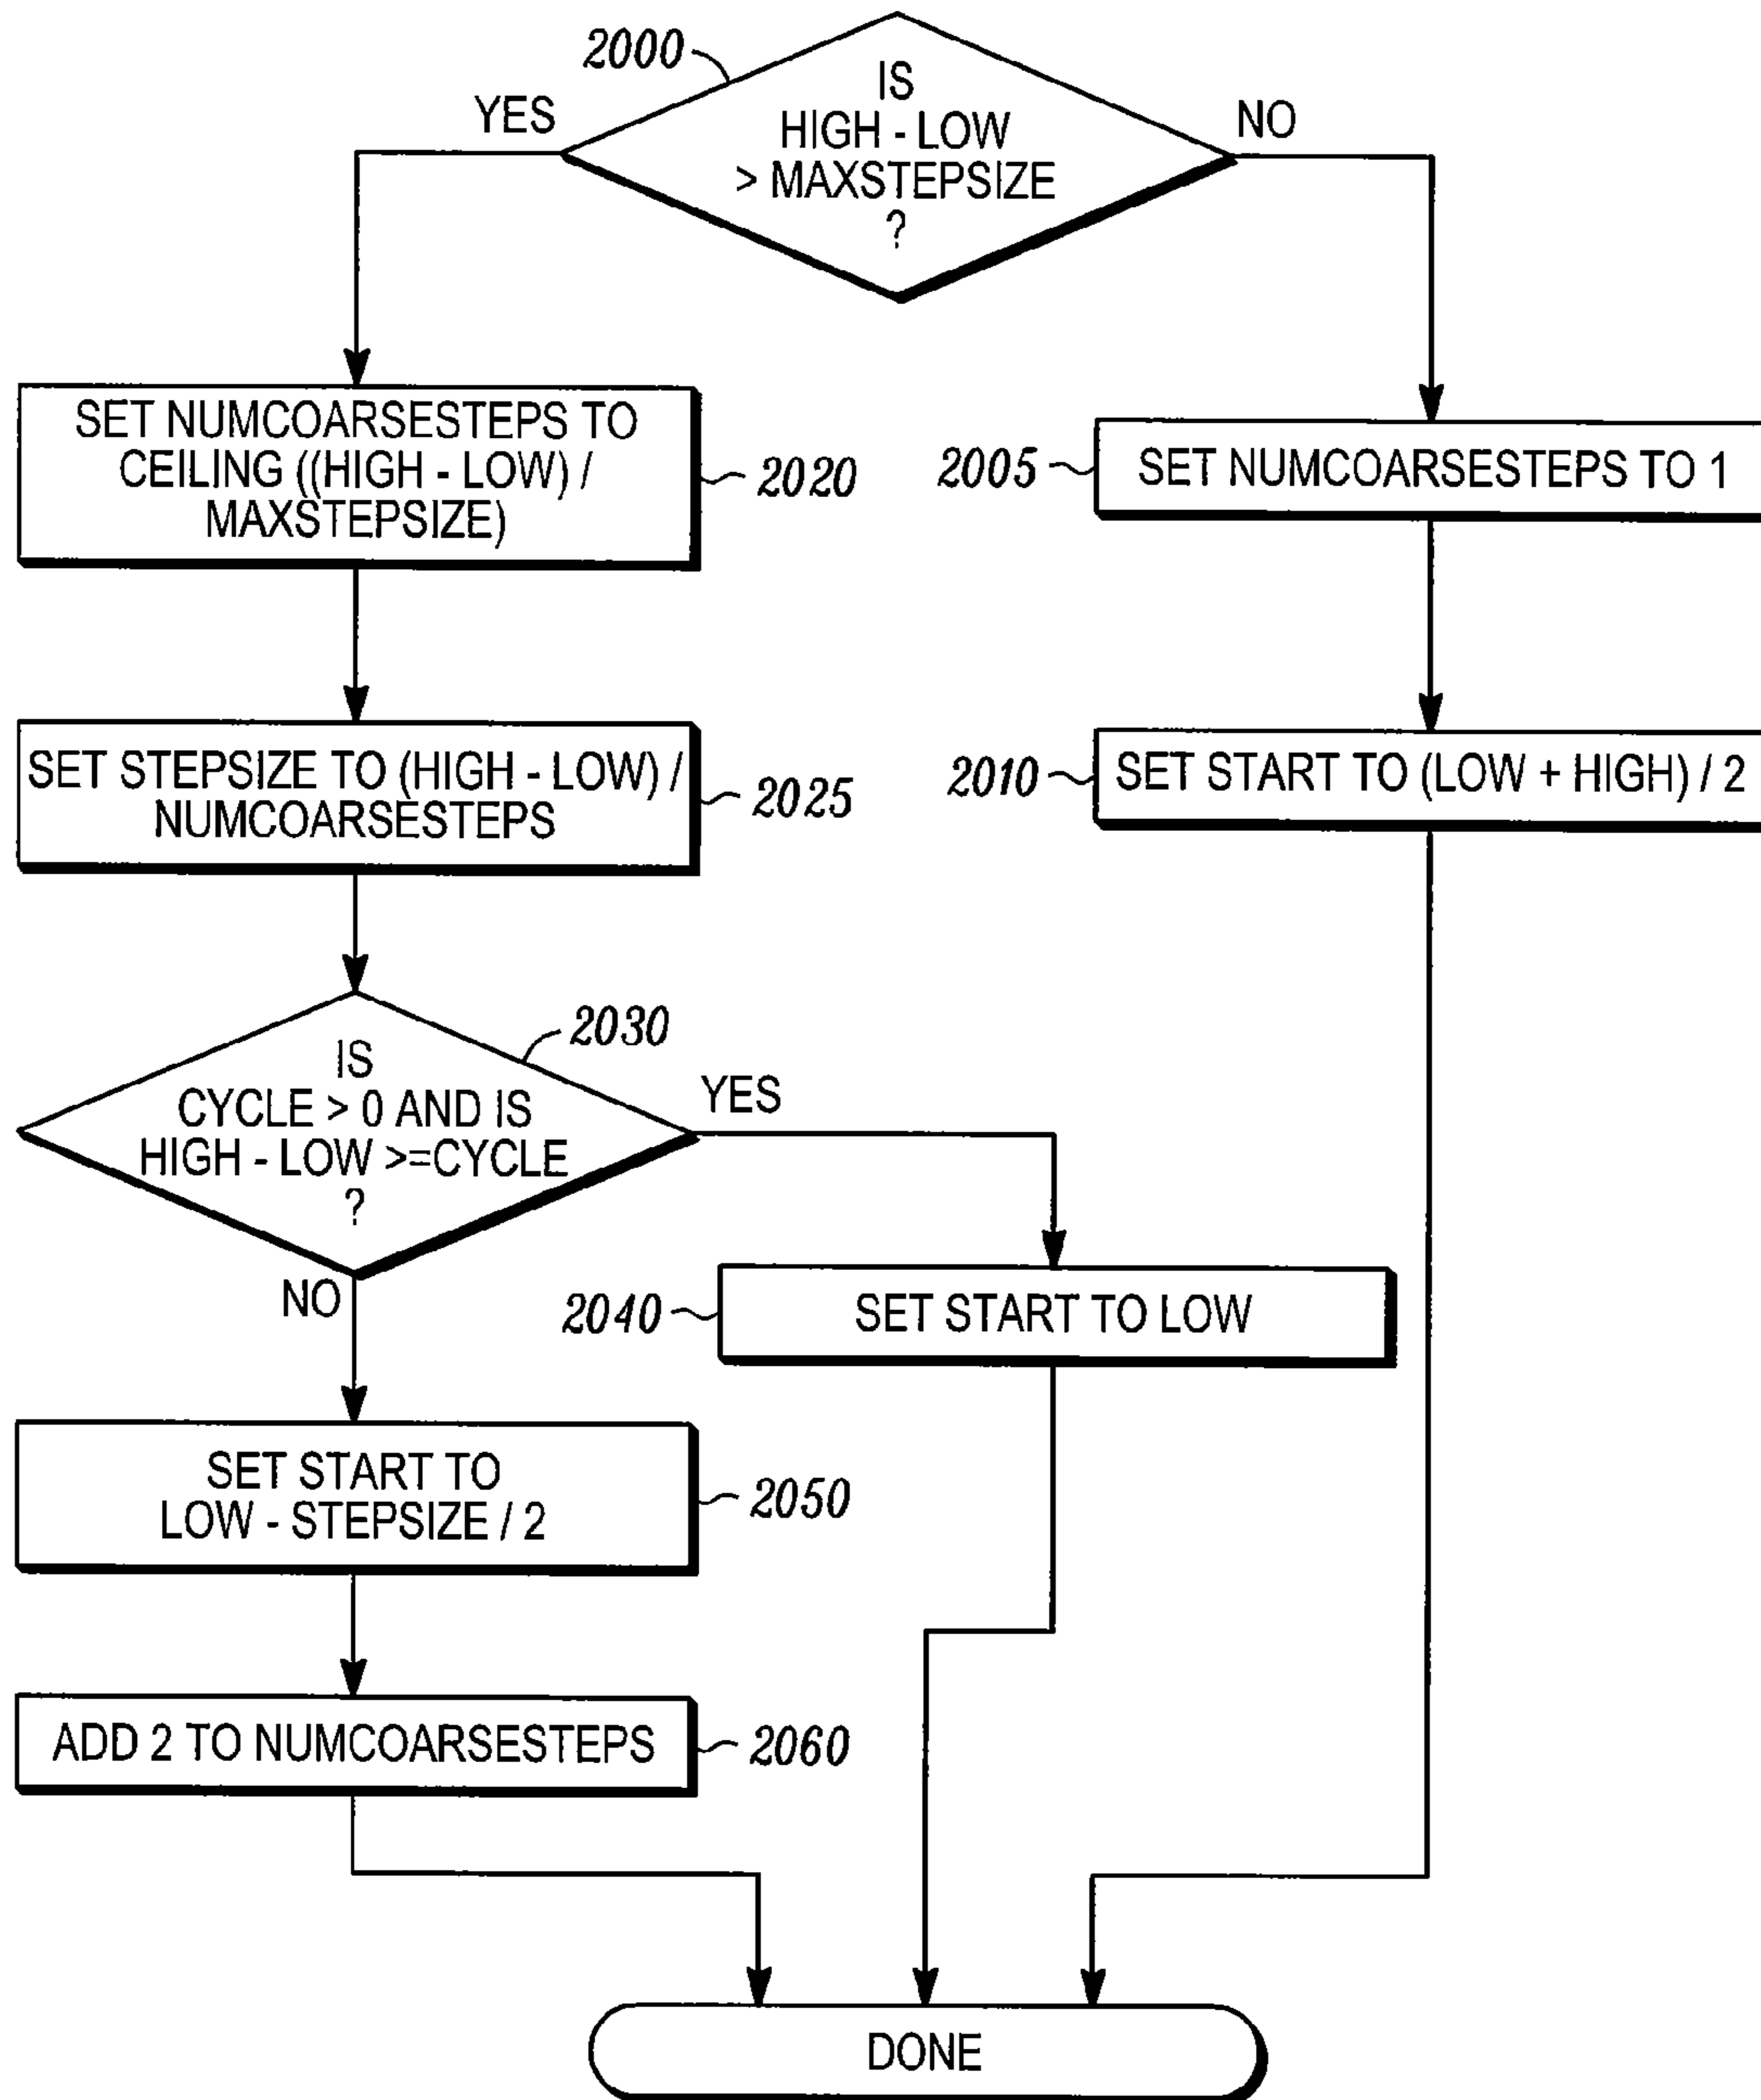 2000
IS
HIGH - LOW
> MAXSTEPSIZE
?
YES
NO
SET NUMCOARSESTEPS TO
CEILING ((HIGH - LOW) /
MAXSTEPSIZE)
2020
2005
SET NUMCOARSESTEPS TO 1
SET STEPSIZE TO (HIGH - LOW) /
NUMCOARSESTEPS
2025
2010
SET START TO (LOW + HIGH) / 2
2030
IS
CYCLE > 0 AND IS
HIGH - LOW >=CYCLE
?
YES
NO
2040
SET START TO LOW
SET START TO
LOW - STEPSIZE / 2
2050
ADD 2 TO NUMCOARSESTEPS
2060
DONE